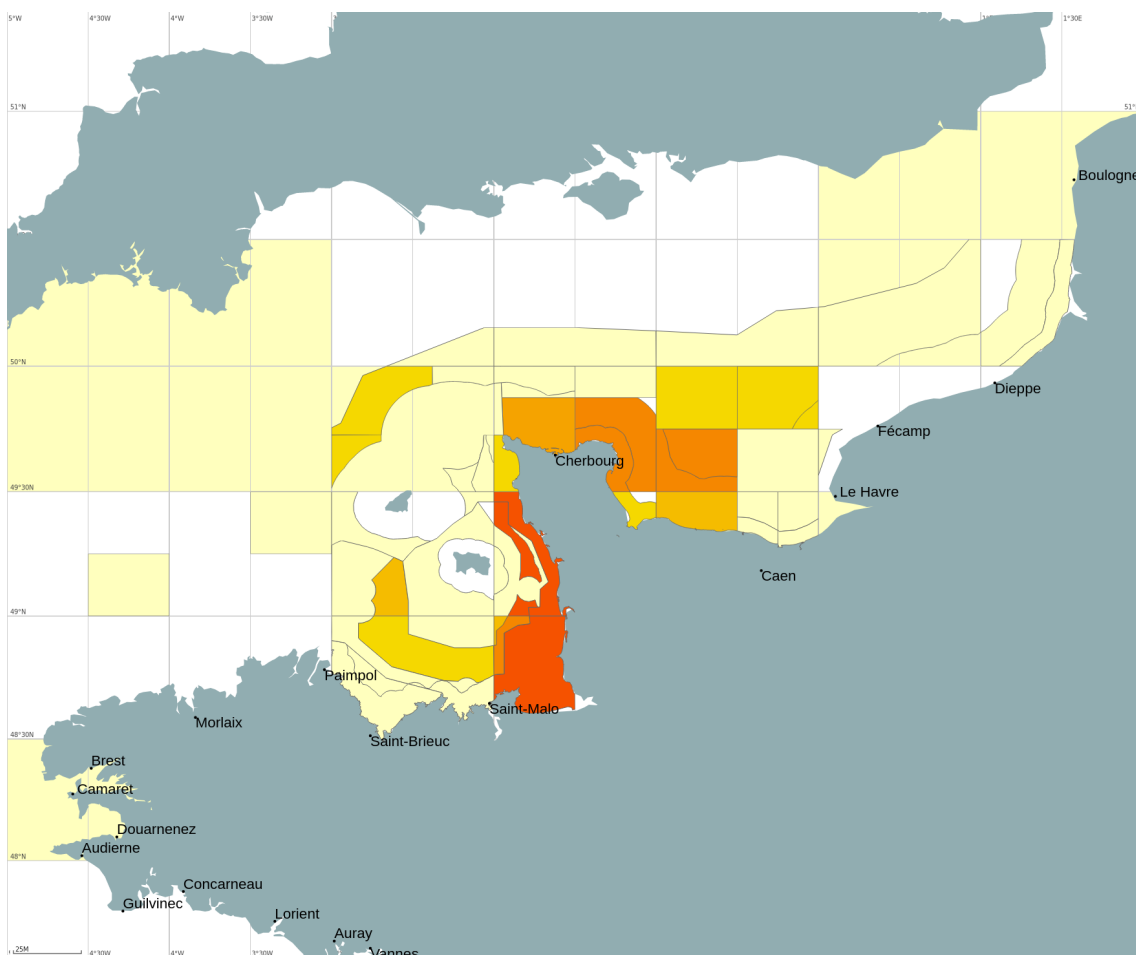 5°W 4°30W 4°W 3°30W 1°30E
51°N 51°
Boulogne
50°N
Dieppe
Fécamp
Cherbourg
49°30N Le Havre
Caen
49°N
Paimpol
Saint-Malo
Morlaix
48°30N Saint-Brieuc
Brest
Camaret
Douarnenez
Audierne
48°N
Concarneau
Guilvinec
Lorient
Auray
25M 4°30W 4°W 3°30W Vannes